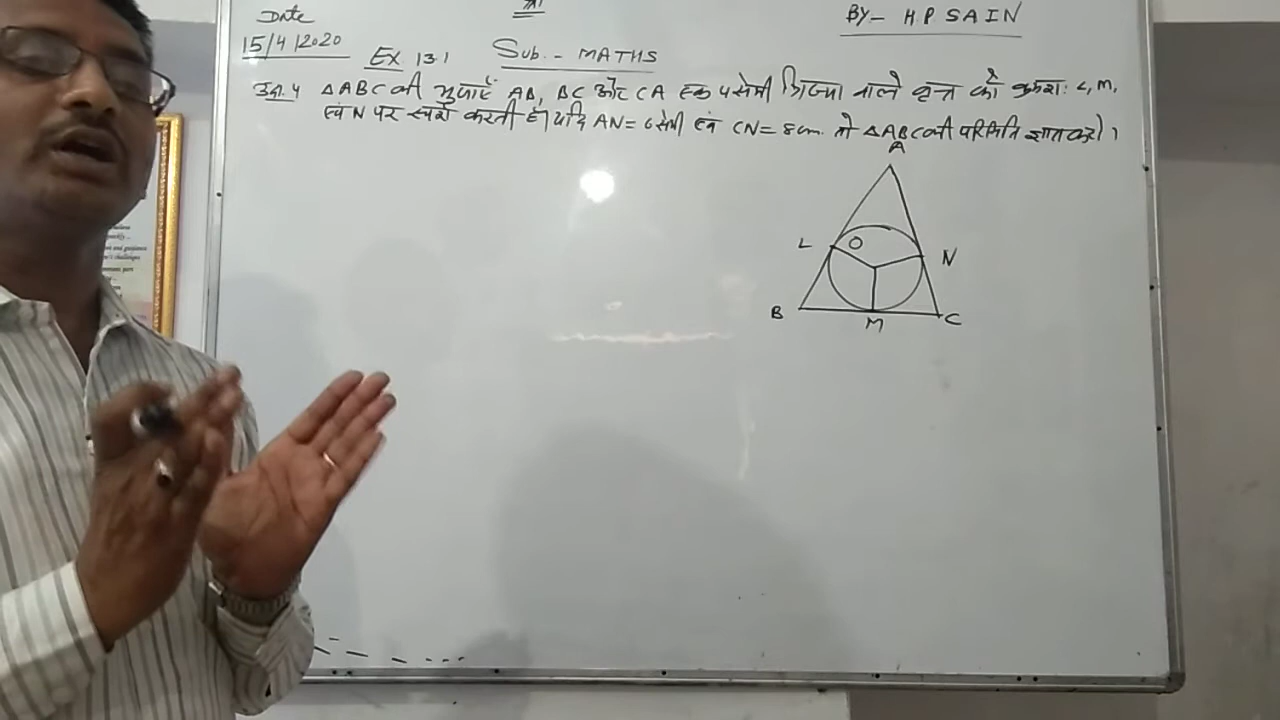 Date
15/4/2020
BY- H P SAIN
Ex 13.1
Sub.- MATHS
उदा. 4 ΔABC की भुजाएँ AB, BC और CA एक 4 सेमी त्रिज्या वाले वृत्त को क्रमशः L, M,
एवं N पर स्पर्श करती है। यदि AN = 6 सेमी एवं CN = 8 cm. तो ΔABC की परिमिति ज्ञात करो।
A
L O N
B M C